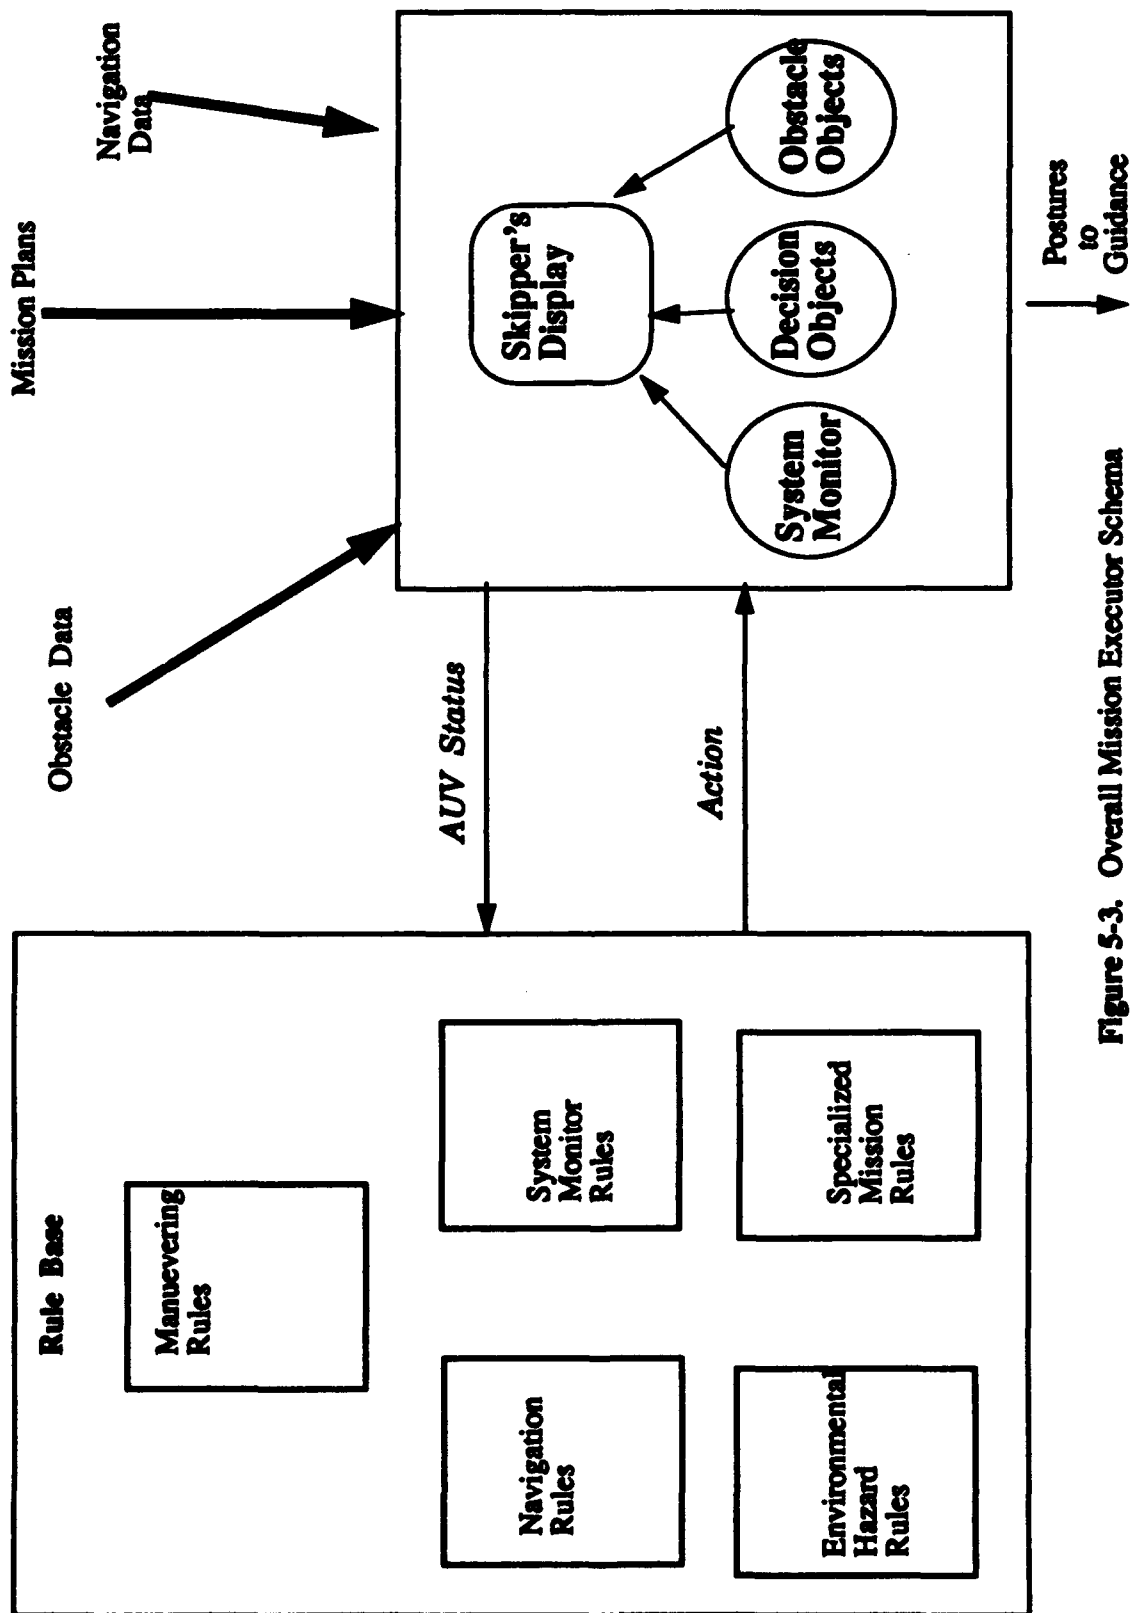 Rule Base
Manuevering
Rules
Navigation
Rules
System
Monitor
Rules
Environmental
Hazard
Rules
Specialized
Mission
Rules
AUV Status
Action
Obstacle Data
Mission Plans
Navigation
Data
Skipper's
Display
System
Monitor
Decision
Objects
Obstacle
Objects
Postures
to
Guidance
Figure 5-3. Overall Mission Executor Schema